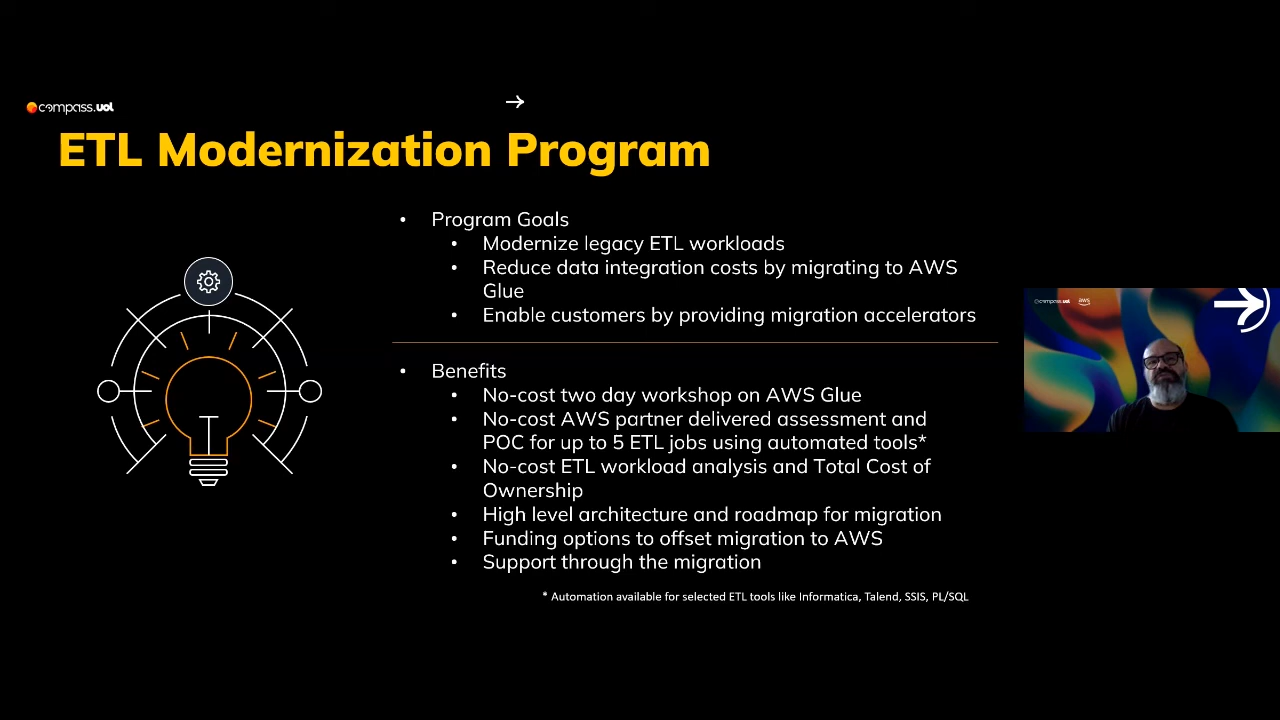 compass.uol
ETL Modernization Program
• Program Goals
• Modernize legacy ETL workloads
• Reduce data integration costs by migrating to AWS
Glue
• Enable customers by providing migration accelerators
• Benefits
• No-cost two day workshop on AWS Glue
• No-cost AWS partner delivered assessment and
POC for up to 5 ETL jobs using automated tools*
• No-cost ETL workload analysis and Total Cost of
Ownership
• High level architecture and roadmap for migration
• Funding options to offset migration to AWS
• Support through the migration
* Automation available for selected ETL tools like Informatica, Talend, SSIS, PL/SQL
compass.uol aws